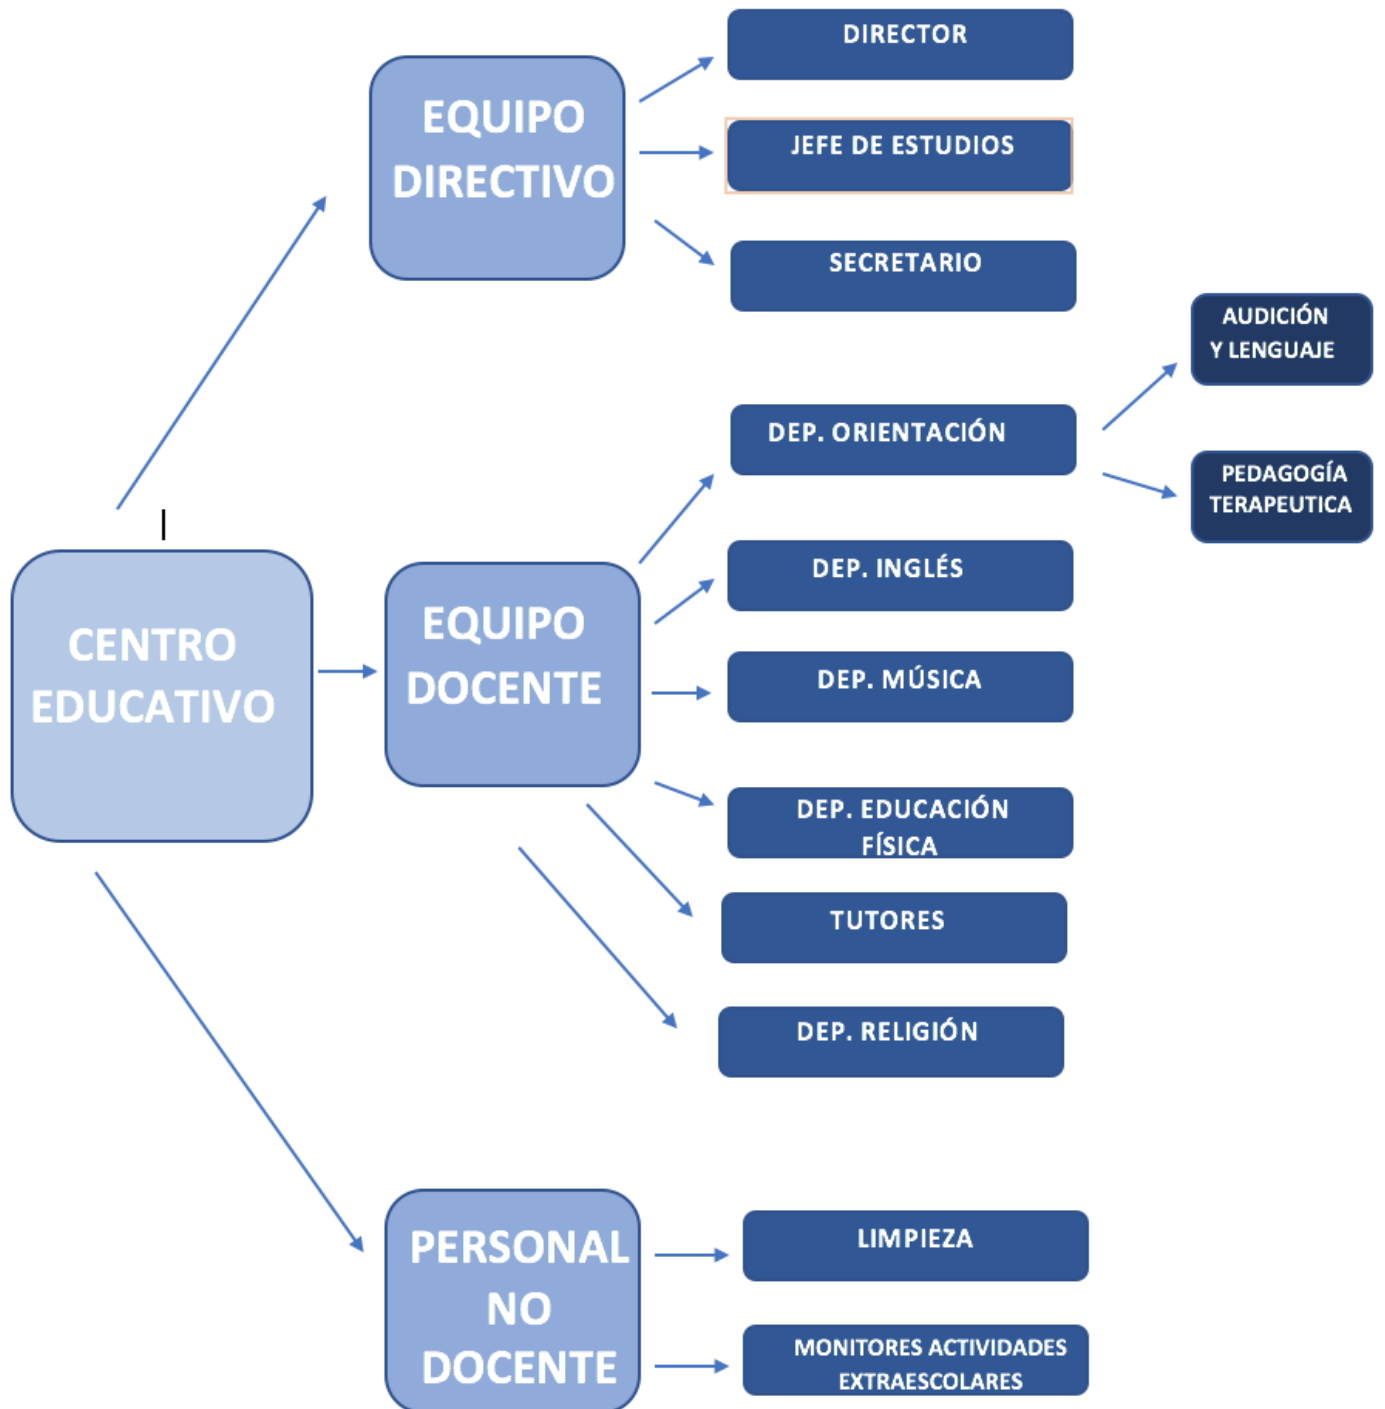 DIRECTOR
EQUIPO
DIRECTIVO
JEFE DE ESTUDIOS
SECRETARIO
AUDICIÓN
Y LENGUAJE
DEP. ORIENTACIÓN
PEDAGOGÍA
TERAPEUTICA
CENTRO
EDUCATIVO
EQUIPO
DOCENTE
DEP. INGLÉS
DEP. MÚSICA
DEP. EDUCACIÓN
FÍSICA
TUTORES
DEP. RELIGIÓN
PERSONAL
NO
DOCENTE
LIMPIEZA
MONITORES ACTIVIDADES
EXTRAESCOLARES